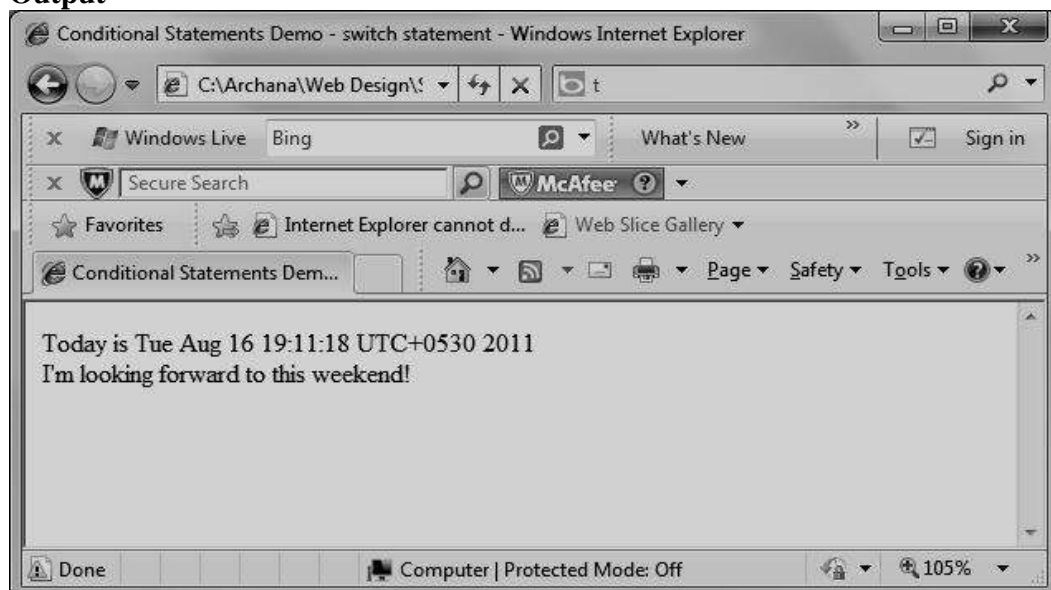 Output
Conditional Statements Demo - switch statement - Windows Internet Explorer
C:\Archana\Web Design\S t
x Windows Live Bing What's New >> Sign in
x Secure Search McAfee ?
Favorites Internet Explorer cannot d... Web Slice Gallery
Conditional Statements Dem... Page Safety Tools >>
Today is Tue Aug 16 19:11:18 UTC+0530 2011
I'm looking forward to this weekend!
Done Computer | Protected Mode: Off 105%